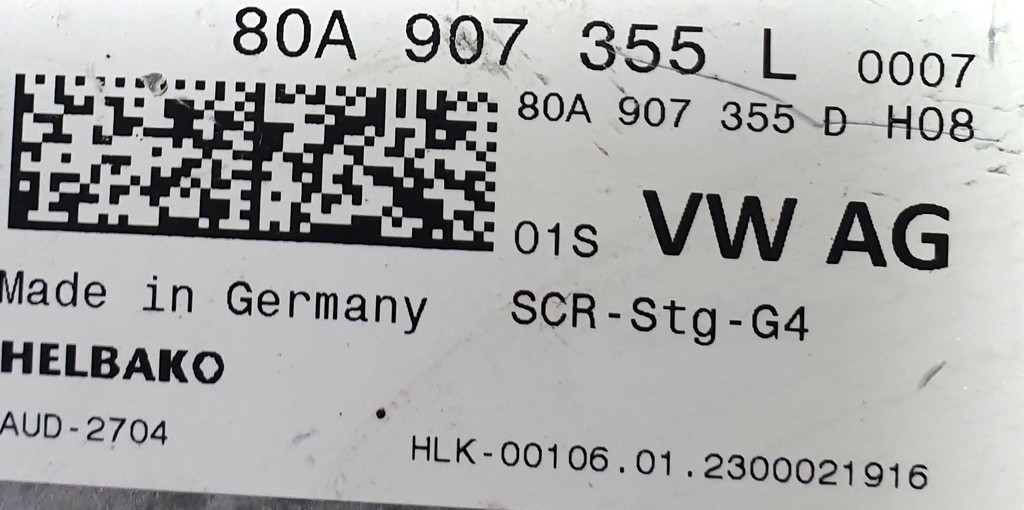 80A 907 355 L 0007
80A 907 355 D H08
01S VW AG
Made in Germany SCR-Stg-G4
HELBAKO
AUD-2704
HLK-00106.01.2300021916